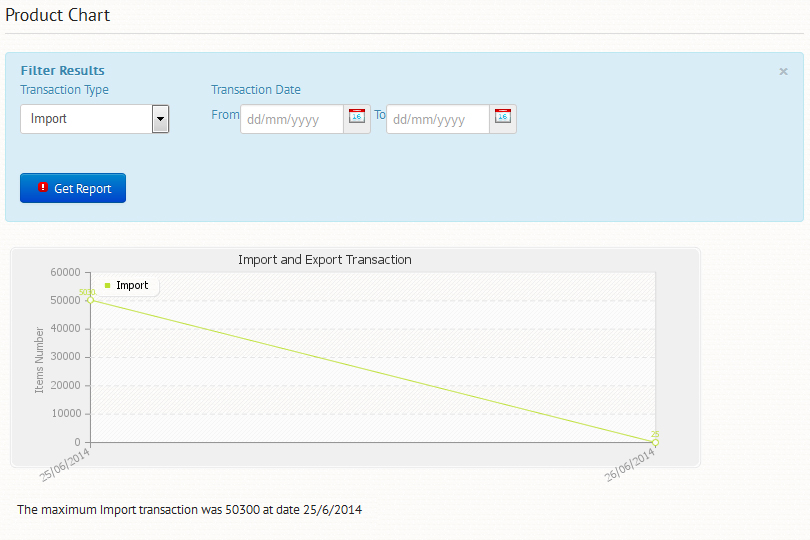 Product Chart
Filter Results
×
Transaction Type
Transaction Date
Import
From dd/mm/yyyy 16 To dd/mm/yyyy 16
! Get Report
Import and Export Transaction
Import
60000
50000
40000
30000
20000
10000
0
Items Number
25
25/06/2014
26/06/2014
The maximum Import transaction was 50300 at date 25/6/2014